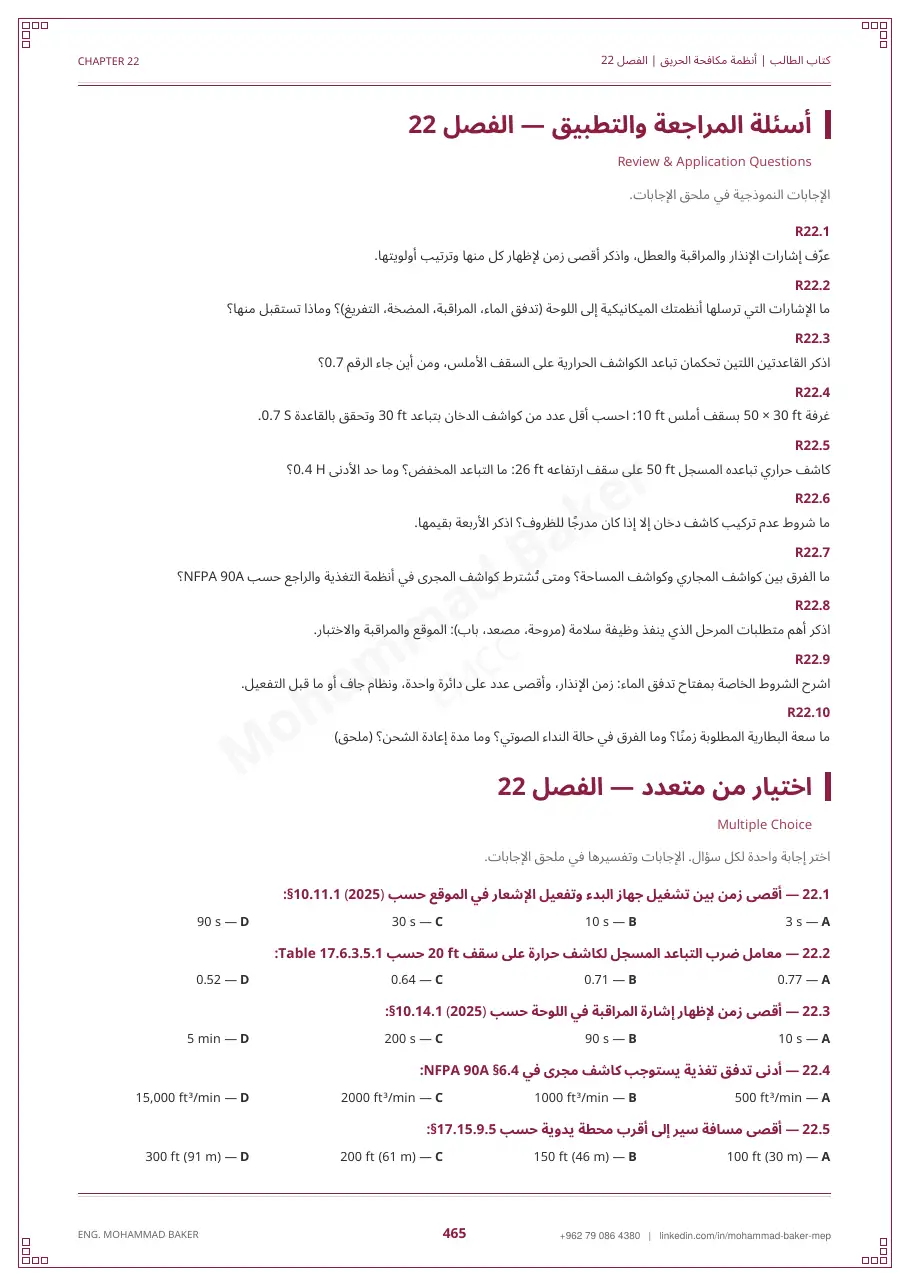 كتاب الطالب | أنظمة مكافحة الحريق | الفصل 22
CHAPTER 22
أسئلة المراجعة والتطبيق — الفصل 22
Review & Application Questions
الإجابات النموذجية في ملحق الإجابات.
R22.1
عرّف إشارات الإنذار والمراقبة والعطل، واذكر أقصى زمن لإظهار كل منها وترتيب أولويتها.
R22.2
ما الإشارات التي ترسلها أنظمتك الميكانيكية إلى اللوحة (تدفق الماء، المراقبة، المضخة، التفريغ)؟ وماذا تستقبل منها؟
R22.3
اذكر القاعدتين اللتين تحكمان تباعد الكواشف الحرارية على السقف الأملس، ومن أين جاء الرقم 0.7؟
R22.4
غرفة 50 × 30 ft بسقف أملس 10 ft: احسب أقل عدد من كواشف الدخان بتباعد 30 ft وتحقق بالقاعدة 0.7 S.
R22.5
كاشف حراري تباعده المسجل 50 ft على سقف ارتفاعه 26 ft: ما التباعد المخفض؟ وما حد الأدنى 0.4 H؟
R22.6
ما شروط عدم تركيب كاشف دخان إلا إذا كان مدرجًا للظروف؟ اذكر الأربعة بقيمها.
R22.7
ما الفرق بين كواشف المجاري وكواشف المساحة؟ ومتى تُشترط كواشف المجرى في أنظمة التغذية والراجع حسب NFPA 90A؟
R22.8
اذكر أهم متطلبات المرحل الذي ينفذ وظيفة سلامة (مروحة، مصعد، باب): الموقع والمراقبة والاختبار.
R22.9
اشرح الشروط الخاصة بمفتاح تدفق الماء: زمن الإنذار، وأقصى عدد على دائرة واحدة، ونظام جاف أو ما قبل التفعيل.
R22.10
ما سعة البطارية المطلوبة زمنًا؟ وما الفرق في حالة النداء الصوتي؟ وما مدة إعادة الشحن؟ (ملحق)
اختيار من متعدد — الفصل 22
Multiple Choice
اختر إجابة واحدة لكل سؤال. الإجابات وتفسيرها في ملحق الإجابات.
22.1 — أقصى زمن بين تشغيل جهاز البدء وتفعيل الإشعار في الموقع حسب §10.11.1 (2025):
A — 3 s B — 10 s C — 30 s D — 90 s
22.2 — معامل ضرب التباعد المسجل لكاشف حرارة على سقف 20 ft حسب Table 17.6.3.5.1:
A — 0.77 B — 0.71 C — 0.64 D — 0.52
22.3 — أقصى زمن لإظهار إشارة المراقبة في اللوحة حسب §10.14.1 (2025):
A — 10 s B — 90 s C — 200 s D — 5 min
22.4 — أدنى تدفق تغذية يستوجب كاشف مجرى في NFPA 90A §6.4:
A — 500 ft³/min B — 1000 ft³/min C — 2000 ft³/min D — 15,000 ft³/min
22.5 — أقصى مسافة سير إلى أقرب محطة يدوية حسب §17.15.9.5:
A — 100 ft (30 m) B — 150 ft (46 m) C — 200 ft (61 m) D — 300 ft (91 m)
Mohammad Baker
ENG. MOHAMMAD BAKER
465
+962 79 086 4380 | linkedin.com/in/mohammad-baker-mep